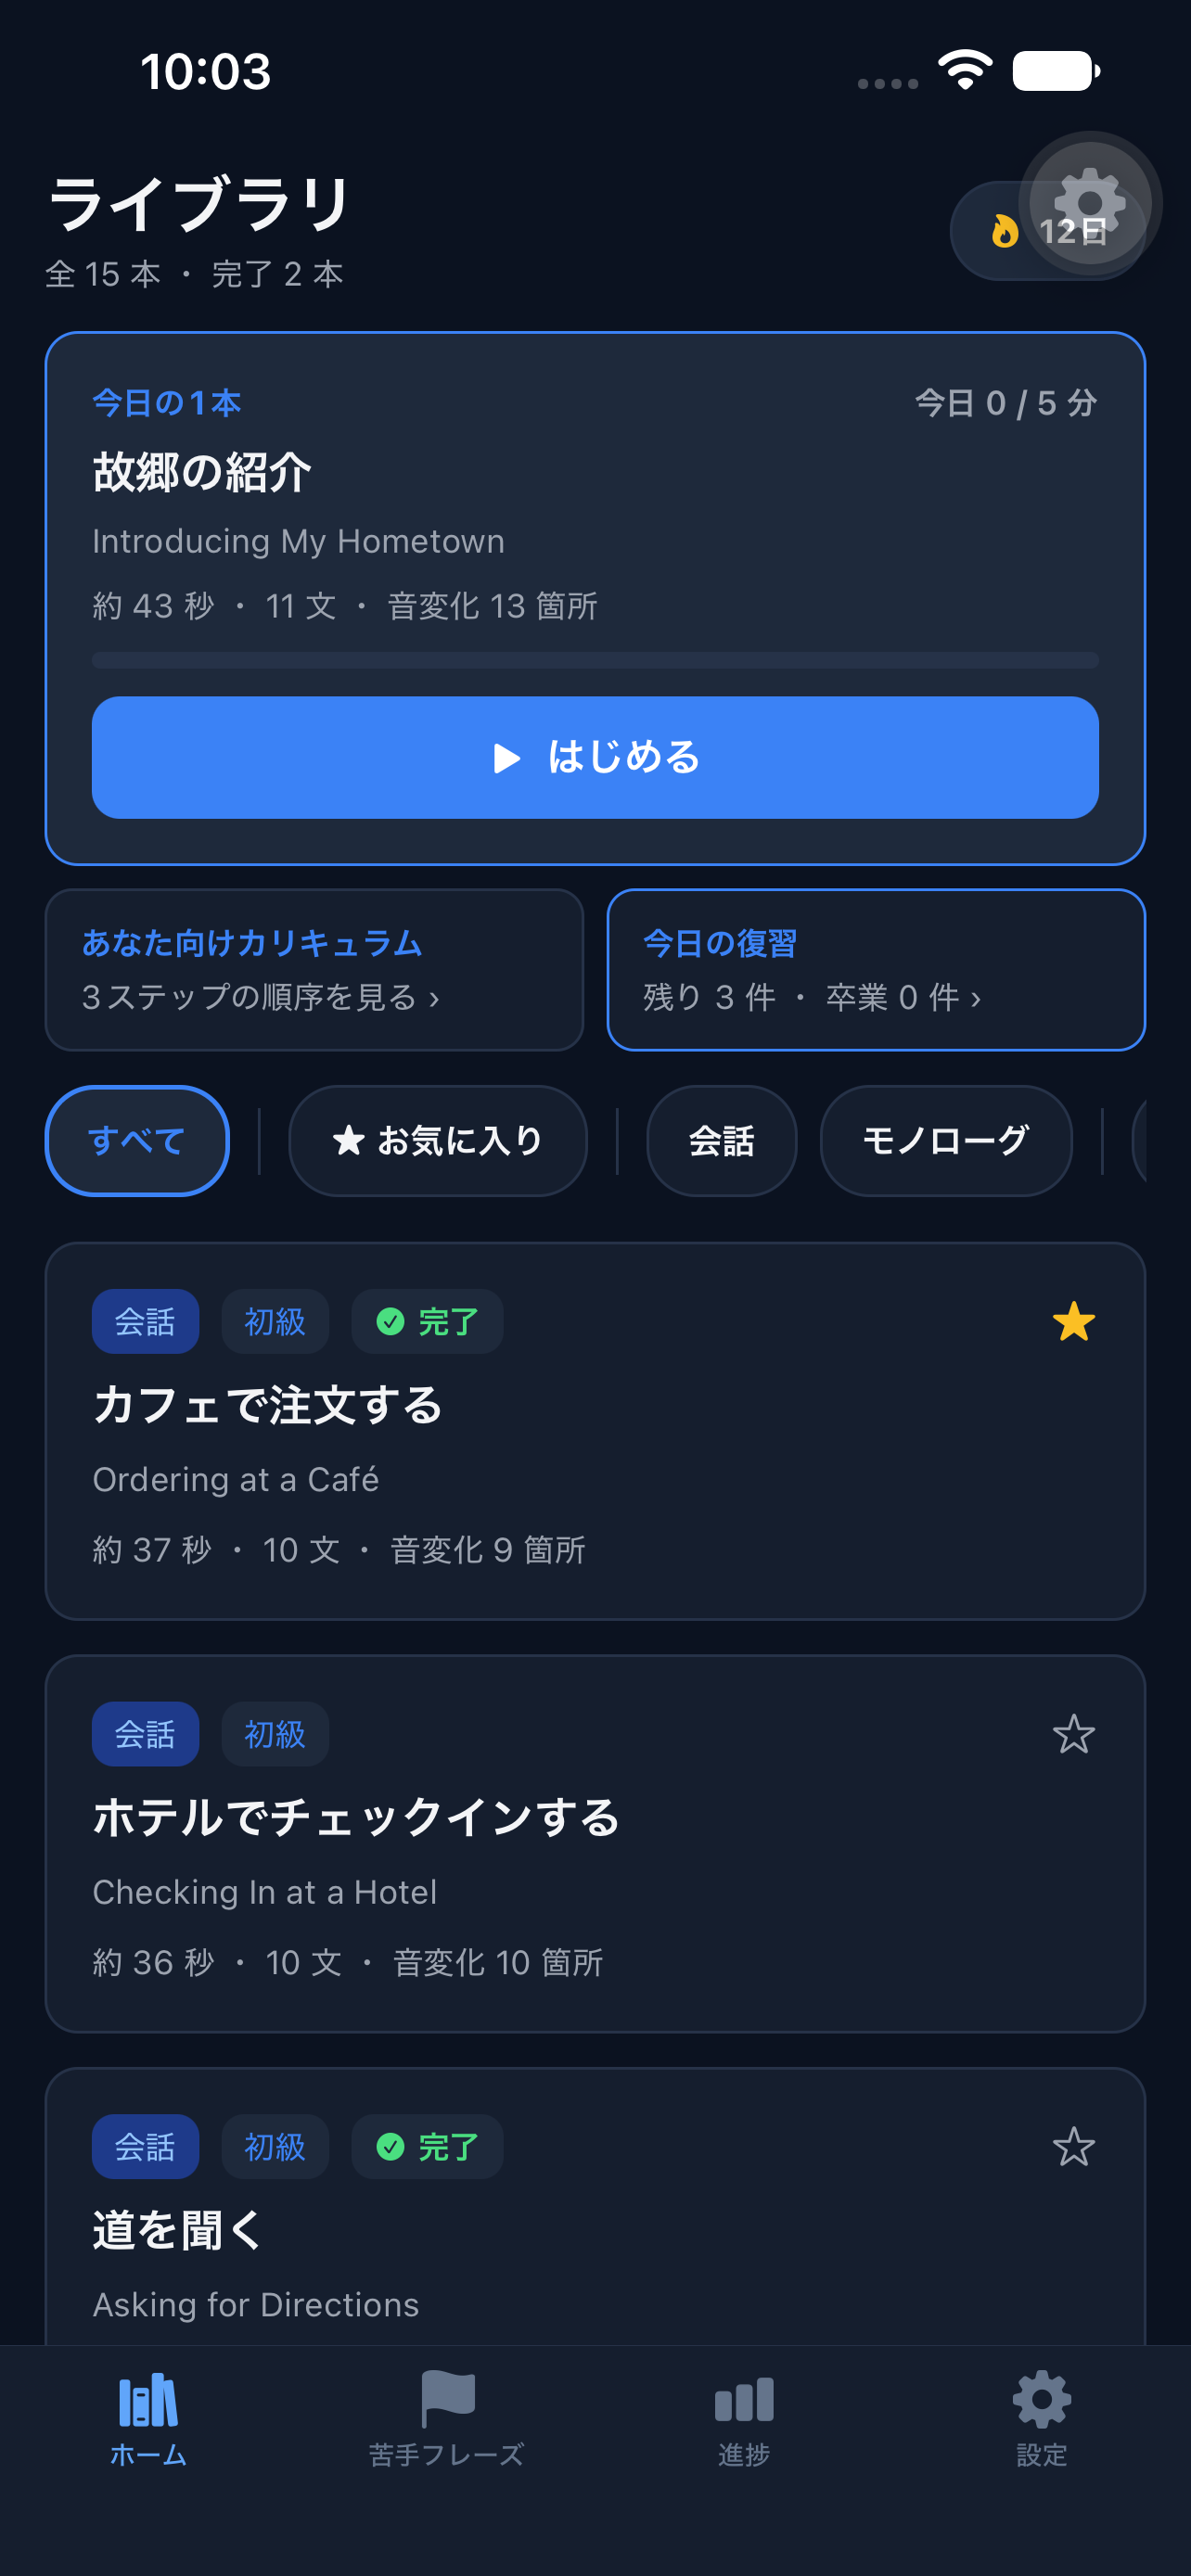 10:03
ライブラリ
12日
全 15 本 ・ 完了 2 本
今日の1本
今日 0 / 5 分
故郷の紹介
Introducing My Hometown
約 43 秒 ・ 11 文 ・ 音変化 13 箇所
はじめる
あなた向けカリキュラム
3ステップの順序を見る ›
今日の復習
残り 3 件 ・ 卒業 0 件 ›
すべて
★ お気に入り
会話
モノローグ
会話
初級
完了
カフェで注文する
Ordering at a Café
約 37 秒 ・ 10 文 ・ 音変化 9 箇所
会話
初級
ホテルでチェックインする
Checking In at a Hotel
約 36 秒 ・ 10 文 ・ 音変化 10 箇所
会話
初級
完了
道を聞く
Asking for Directions
ホーム
苦手フレーズ
進捗
設定